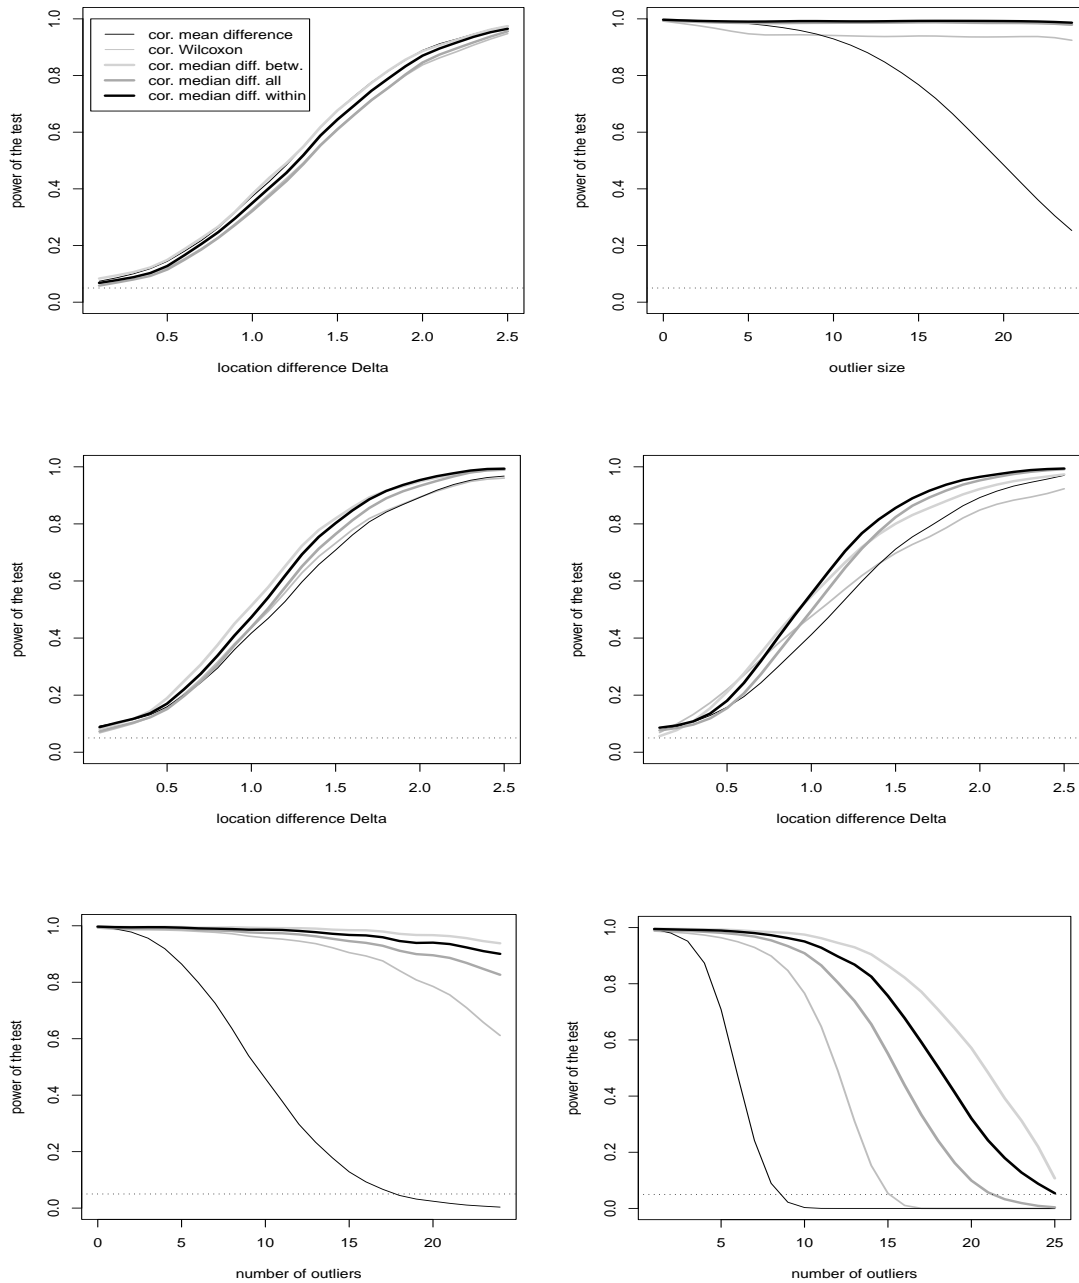 cor. mean difference
cor. Wilcoxon
cor. median diff. betw.
cor. median diff. all
cor. median diff. within
power of the test
0.0 0.2 0.4 0.6 0.8 1.0
0.5 1.0 1.5 2.0 2.5
location difference Delta
power of the test
0.0 0.2 0.4 0.6 0.8 1.0
0 5 10 15 20
outlier size
power of the test
0.0 0.2 0.4 0.6 0.8 1.0
0.5 1.0 1.5 2.0 2.5
location difference Delta
power of the test
0.0 0.2 0.4 0.6 0.8 1.0
0.5 1.0 1.5 2.0 2.5
location difference Delta
power of the test
0.0 0.2 0.4 0.6 0.8 1.0
0 5 10 15 20
number of outliers
power of the test
0.0 0.2 0.4 0.6 0.8 1.0
5 10 15 20 25
number of outliers